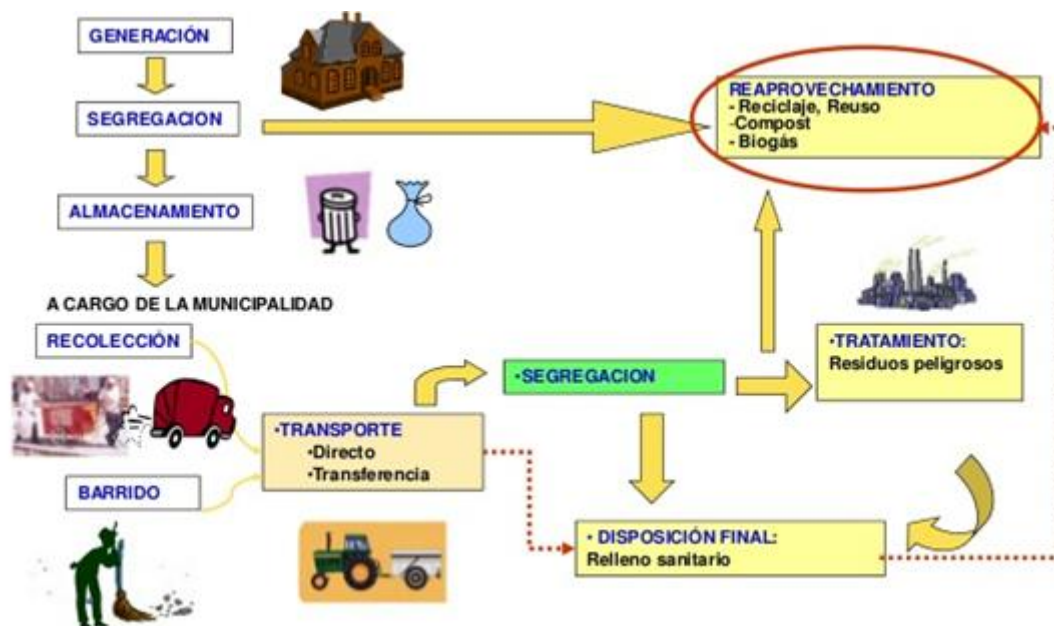 GENERACIÓN
SEGREGACION
ALMACENAMIENTO
A CARGO DE LA MUNICIPALIDAD
RECOLECCIÓN
BARRIDO
•TRANSPORTE
•Directo
•Transferencia
•SEGREGACION
REAPROVECHAMIENTO
- Reciclaje, Reuso
-Compost
- Biogás
•TRATAMIENTO:
Residuos peligrosos
• DISPOSICIÓN FINAL:
Relleno sanitario